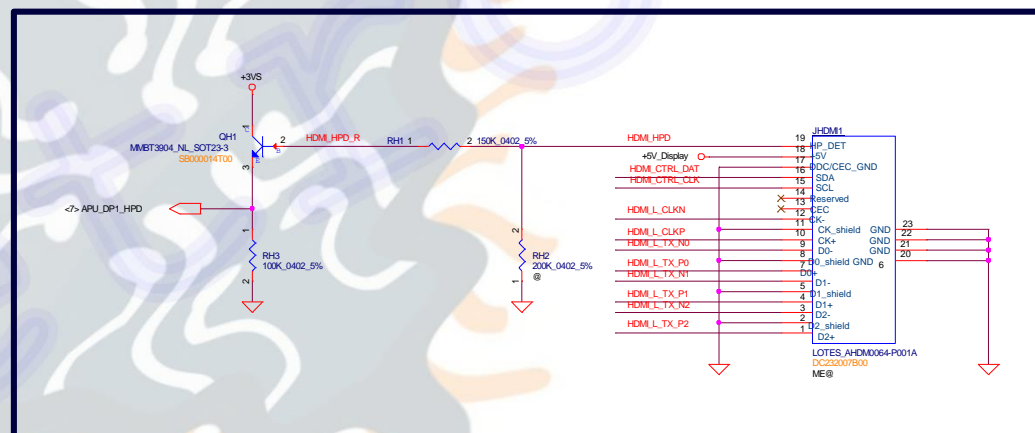 +3VS
1
QH1
MMBT3904_NL_SOT23-3
SB000014T00
2
3
HDMI_HPD_R
RH1 1
2 150K_0402_5%
<7> APU_DP1_HPD
1
RH3
100K_0402_5%
2
2
RH2
200K_0402_5%
@
1
JHDMI1
HDMI_HPD
19
HP_DET
+5V_Display
18
+5V
17
DDC/CEC_GND
HDMI_CTRL_DAT
16
SDA
HDMI_CTRL_CLK
15
SCL
14
Reserved
13
CEC
HDMI_L_CLKN
12
CK-
11
CK_shield
GND
23
HDMI_L_CLKP
10
CK+
GND
22
HDMI_L_TX_N0
9
D0-
GND
21
8
D0_shield
GND
20
6
HDMI_L_TX_P0
7
D0+
HDMI_L_TX_N1
D1-
5
D1_shield
HDMI_L_TX_P1
4
D1+
HDMI_L_TX_N2
3
D2-
2
D2_shield
HDMI_L_TX_P2
1
D2+
LOTES_AHDM0064-P001A
DC232007B00
ME@